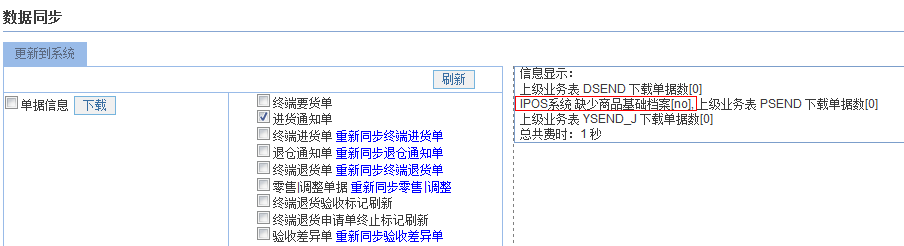 数据同步
更新到系统
刷新
单据信息 下载
终端要货单
进货通知单
终端进货单 重新同步终端进货单
退仓通知单 重新同步退仓通知单
终端退货单 重新同步终端退货单
零售|调整单据 重新同步零售|调整
终端退货验收标记刷新
终端退货申请单终止标记刷新
验收差异单 重新同步验收差异单
信息显示：
上级业务表 DSEND 下载单据数[0]
IPOS系统 缺少商品基础档案[no],上级业务表 PSEND 下载单据数[0]
上级业务表 YSEND_J 下载单据数[0]
总共费时：1 秒